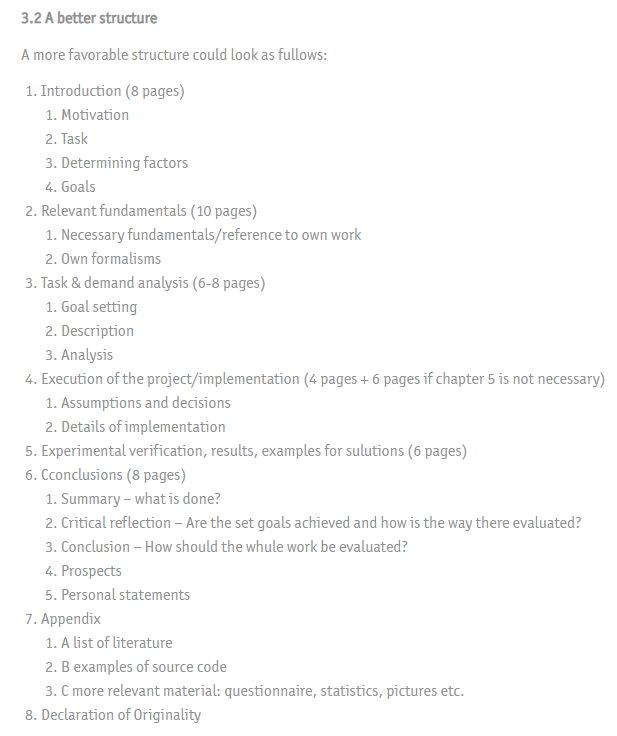 3.2 A better structure
A more favorable structure could look as follows:
1. Introduction (8 pages)
1. Motivation
2. Task
3. Determining factors
4. Goals
2. Relevant fundamentals (10 pages)
1. Necessary fundamentals/reference to own work
2. Own formalisms
3. Task & demand analysis (6-8 pages)
1. Goal setting
2. Description
3. Analysis
4. Execution of the project/implementation (4 pages + 6 pages if chapter 5 is not necessary)
1. Assumptions and decisions
2. Details of implementation
5. Experimental verification, results, examples for sulutions (6 pages)
6. Cconclusions (8 pages)
1. Summary – what is done?
2. Critical reflection – Are the set goals achieved and how is the way there evaluated?
3. Conclusion – How should the whule work be evaluated?
4. Prospects
5. Personal statements
7. Appendix
1. A list of literature
2. B examples of source code
3. C more relevant material: questionnaire, statistics, pictures etc.
8. Declaration of Originality